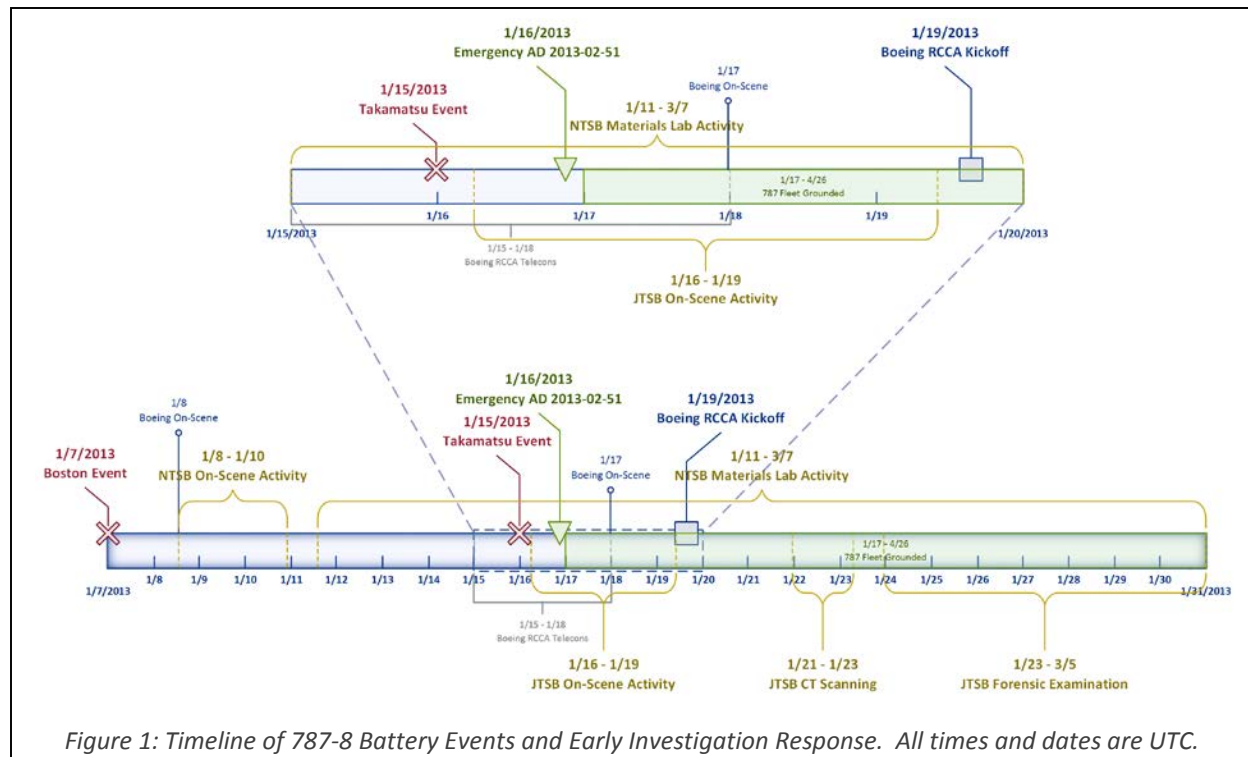 1/16/2013
Emergency AD 2013-02-51
1/19/2013
Boeing RCCA Kickoff
1/17
Boeing On-Scene
1/15/2013
Takamatsu Event
1/11 - 3/7
NTSB Materials Lab Activity
1/17 - 4/26
787 Fleet Grounded
1/16
1/17
1/18
1/19
1/15/2013
1/20/2013
1/15 - 1/18
Boeing RCCA Telecons
1/16 - 1/19
JTSB On-Scene Activity
1/16/2013
Emergency AD 2013-02-51
1/19/2013
Boeing RCCA Kickoff
1/8
Boeing On-Scene
1/15/2013
Takamatsu Event
1/7/2013
Boston Event
1/8 - 1/10
NTSB On-Scene Activity
1/17
Boeing On-Scene
1/11 - 3/7
NTSB Materials Lab Activity
1/17 - 4/26
787 Fleet Grounded
1/8
1/9
1/10
1/11
1/12
1/13
1/14
1/15
1/16
1/17
1/18
1/19
1/20
1/21
1/22
1/23
1/24
1/25
1/26
1/27
1/28
1/29
1/30
1/7/2013
1/31/2013
1/15 - 1/18
Boeing RCCA Telecons
1/16 - 1/19
JTSB On-Scene Activity
1/21 - 1/23
JTSB CT Scanning
1/23 - 3/5
JTSB Forensic Examination
Figure 1: Timeline of 787-8 Battery Events and Early Investigation Response. All times and dates are UTC.